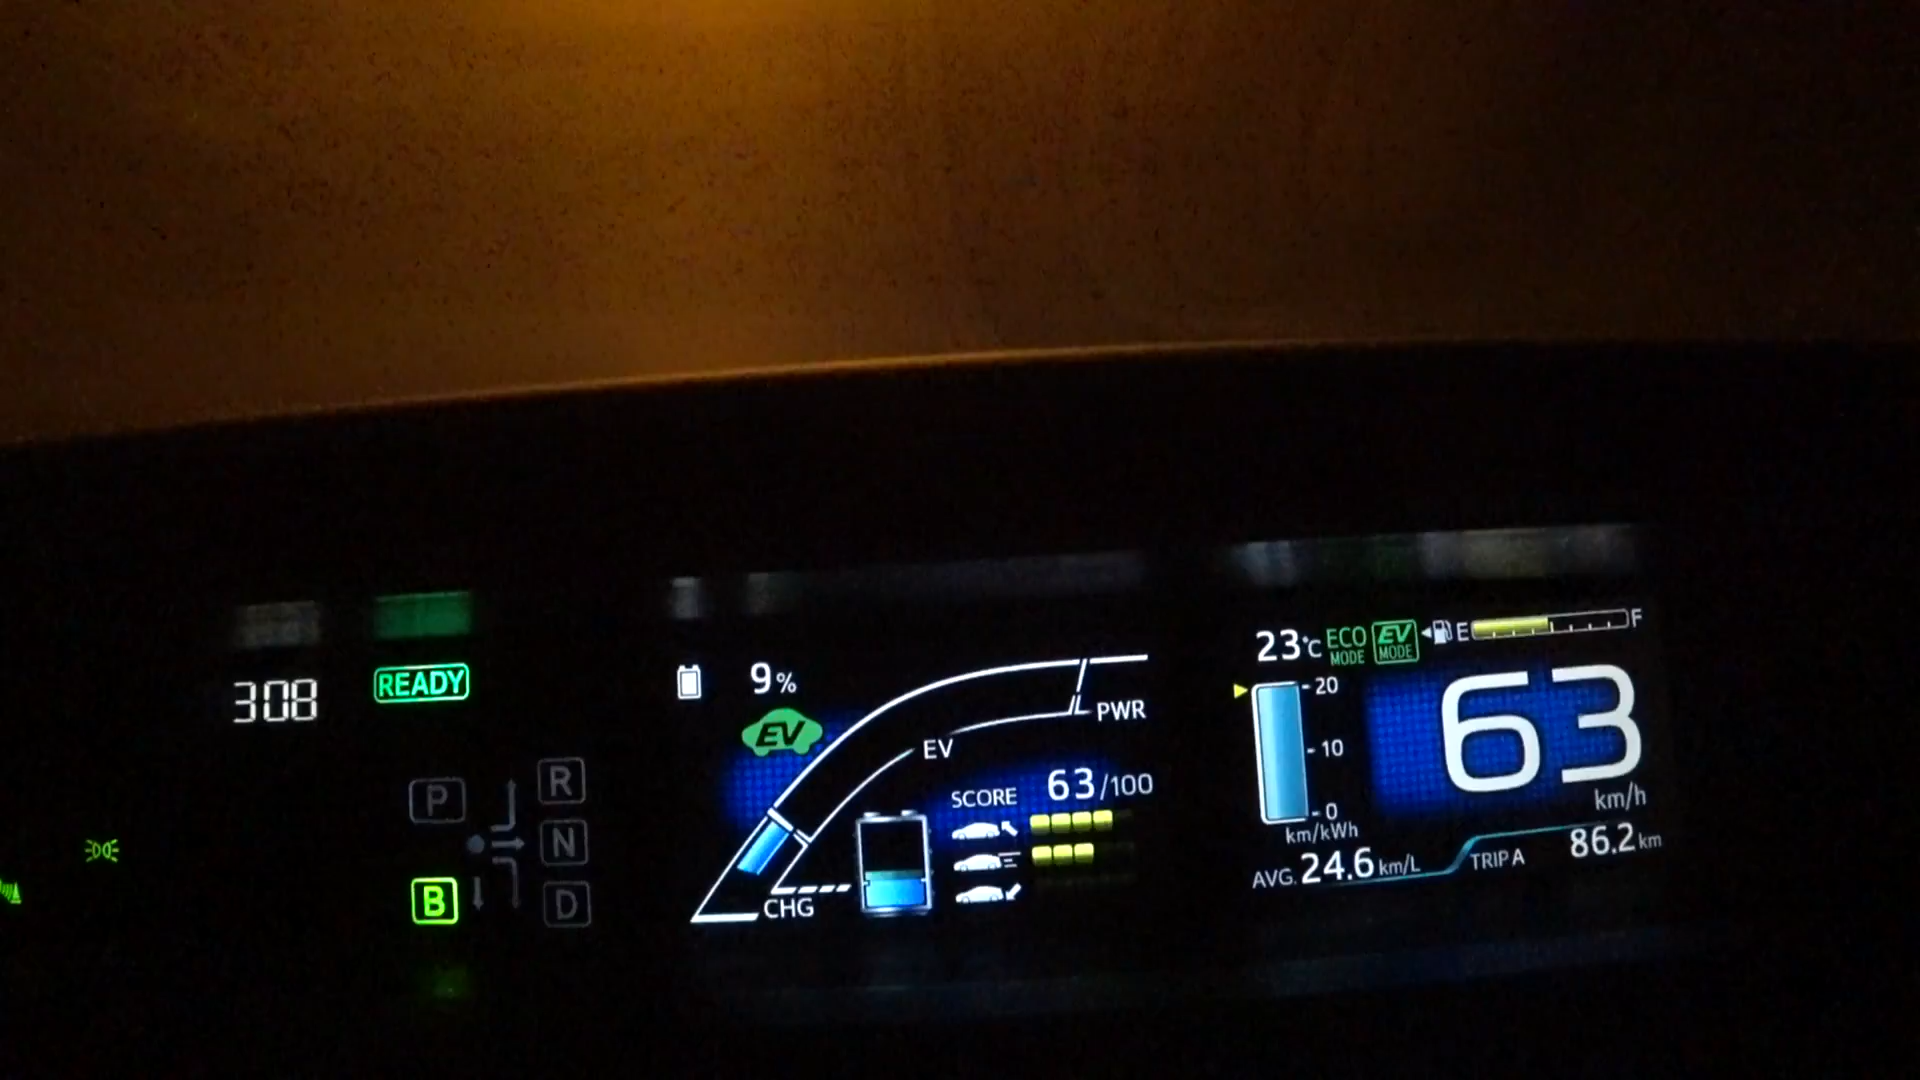 308
READY
P
R
N
B
D
9%
EV
PWR
EV
SCORE 63/100
CHG
23°C
ECO MODE
EV MODE
E
F
20
10
0
km/kWh
63
km/h
AVG. 24.6 km/L
TRIP A
86.2 km